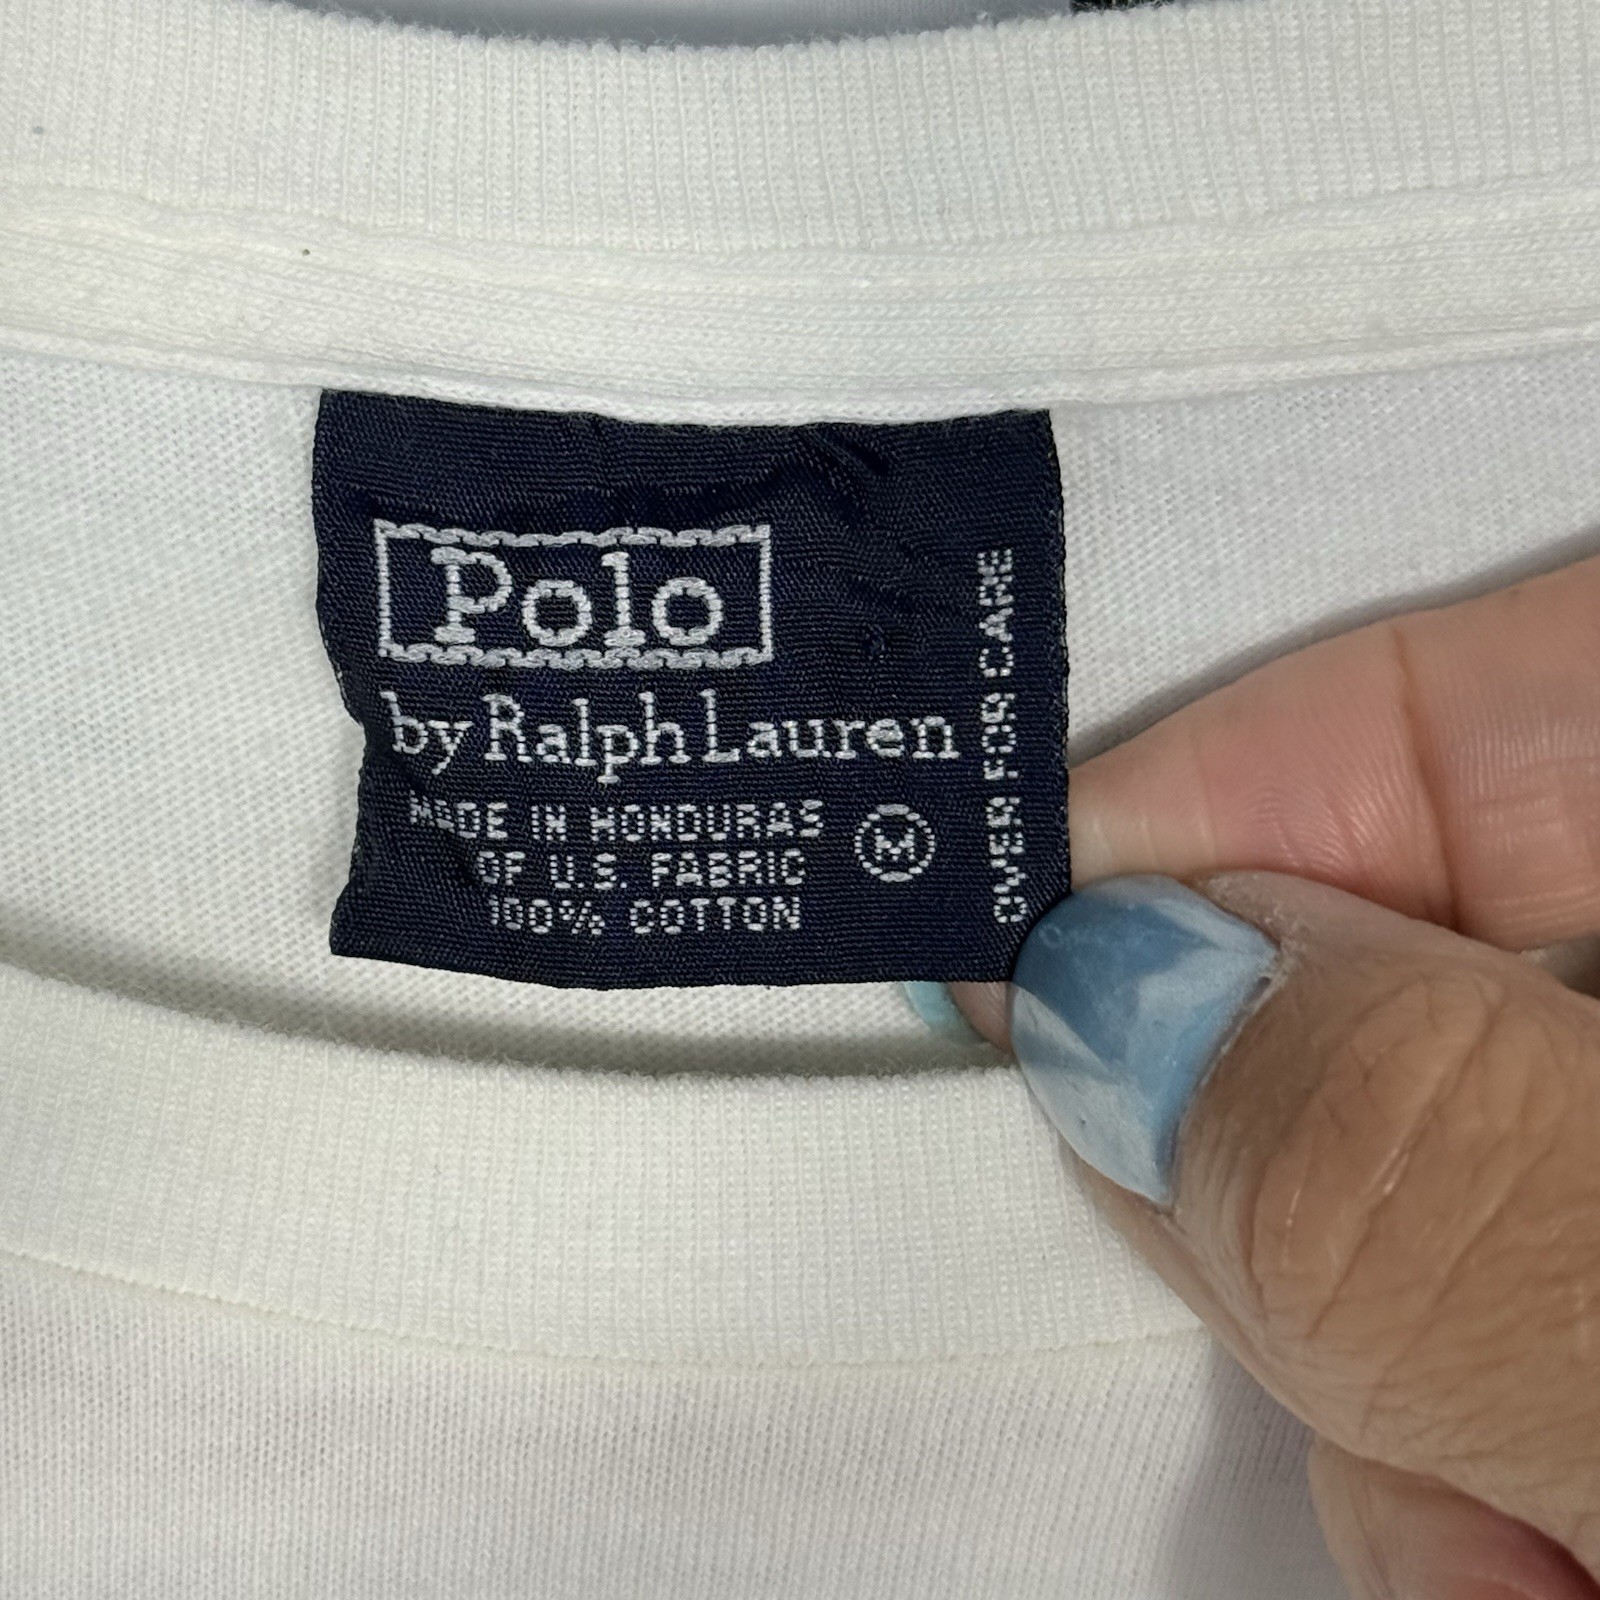 Polo
by Ralph Lauren
MADE IN HONDURAS
OF U.S. FABRIC
100% COTTON
M
OVER FOR CARE